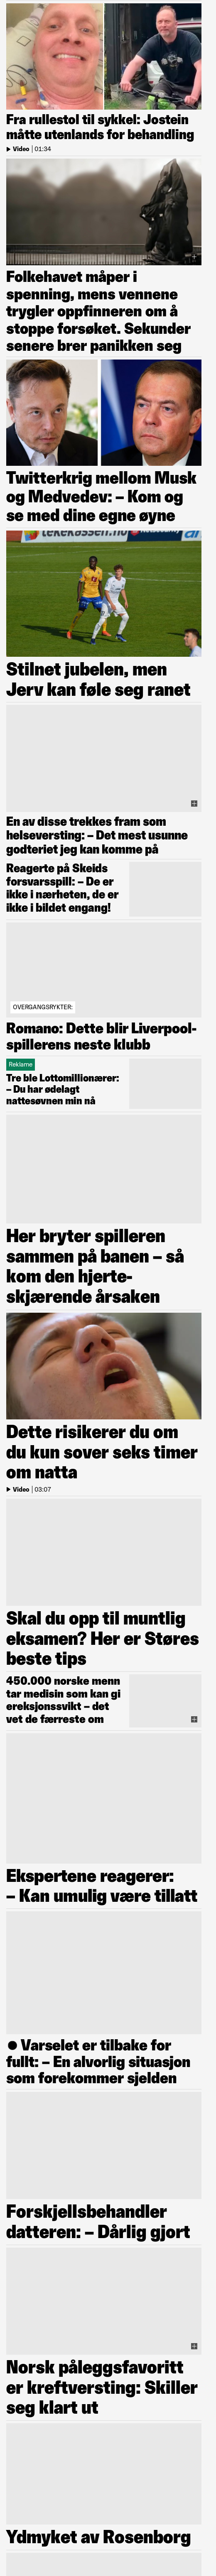 Fra rullestol til sykkel: Jostein
måtte utenlands for behandling
Video | 01:34
Folkehavet måper i
spenning, mens vennene
trygler oppfinneren om å
stoppe forsøket. Sekunder
senere brer panikken seg
Twitterkrig mellom Musk
og Medvedev: – Kom og
se med dine egne øyne
Stilnet jubelen, men
Jerv kan føle seg ranet
En av disse trekkes fram som
helseversting: – Det mest usunne
godteriet jeg kan komme på
Reagerte på Skeids
forsvarsspill: – De er
ikke i nærheten, de er
ikke i bildet engang!
OVERGANGSRYKTER:
Romano: Dette blir Liverpool-
spillerens neste klubb
Reklame
Tre ble Lottomillionærer:
– Du har ødelagt
nattesøvnen min nå
Her bryter spilleren
sammen på banen – så
kom den hjerte-
skjærende årsaken
Dette risikerer du om
du kun sover seks timer
om natta
Video | 03:07
Skal du opp til muntlig
eksamen? Her er Støres
beste tips
450.000 norske menn
tar medisin som kan gi
ereksjonssvikt – det
vet de færreste om
Ekspertene reagerer:
– Kan umulig være tillatt
● Varselet er tilbake for
fullt: – En alvorlig situasjon
som forekommer sjelden
Forskjellsbehandler
datteren: – Dårlig gjort
Norsk påleggsfavoritt
er kreftversting: Skiller
seg klart ut
Ydmyket av Rosenborg